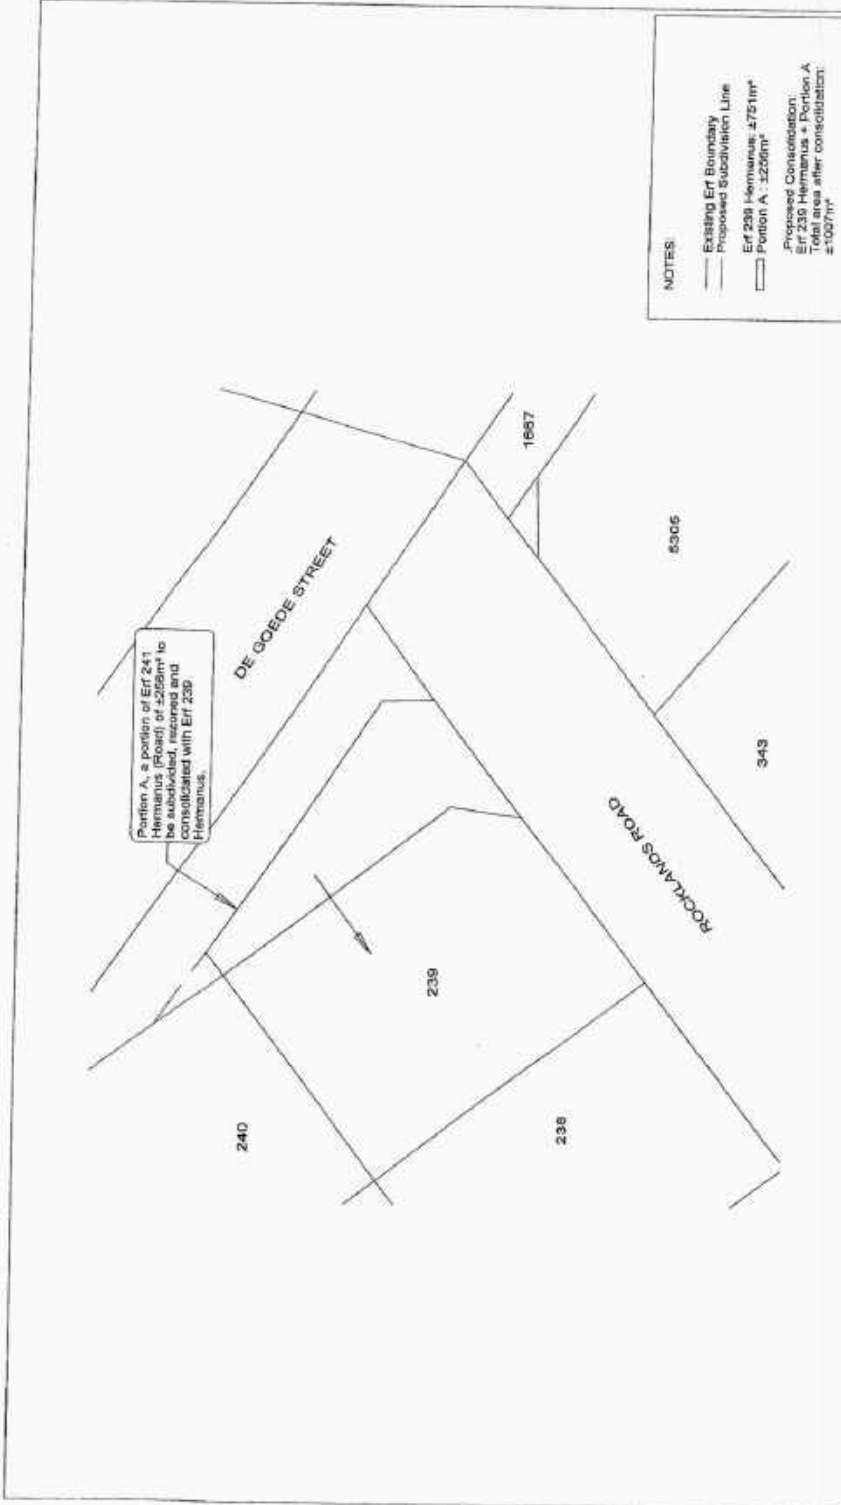 Portion A, a portion of Erf 241
Hermanus (Road) of ±256m² to
be subdivided, rezoned and
consolidated with Erf 239
Hermanus.
DE GOEDE STREET
240
239
238
ROCKLANDS ROAD
1667
5305
343
NOTES:
Existing Erf Boundary
Proposed Subdivision Line
Erf 239 Hermanus: ±751m²
Portion A : ±256m²
Proposed Consolidation:
Erf 239 Hermanus + Portion A
Total area after consolidation:
±1007m²